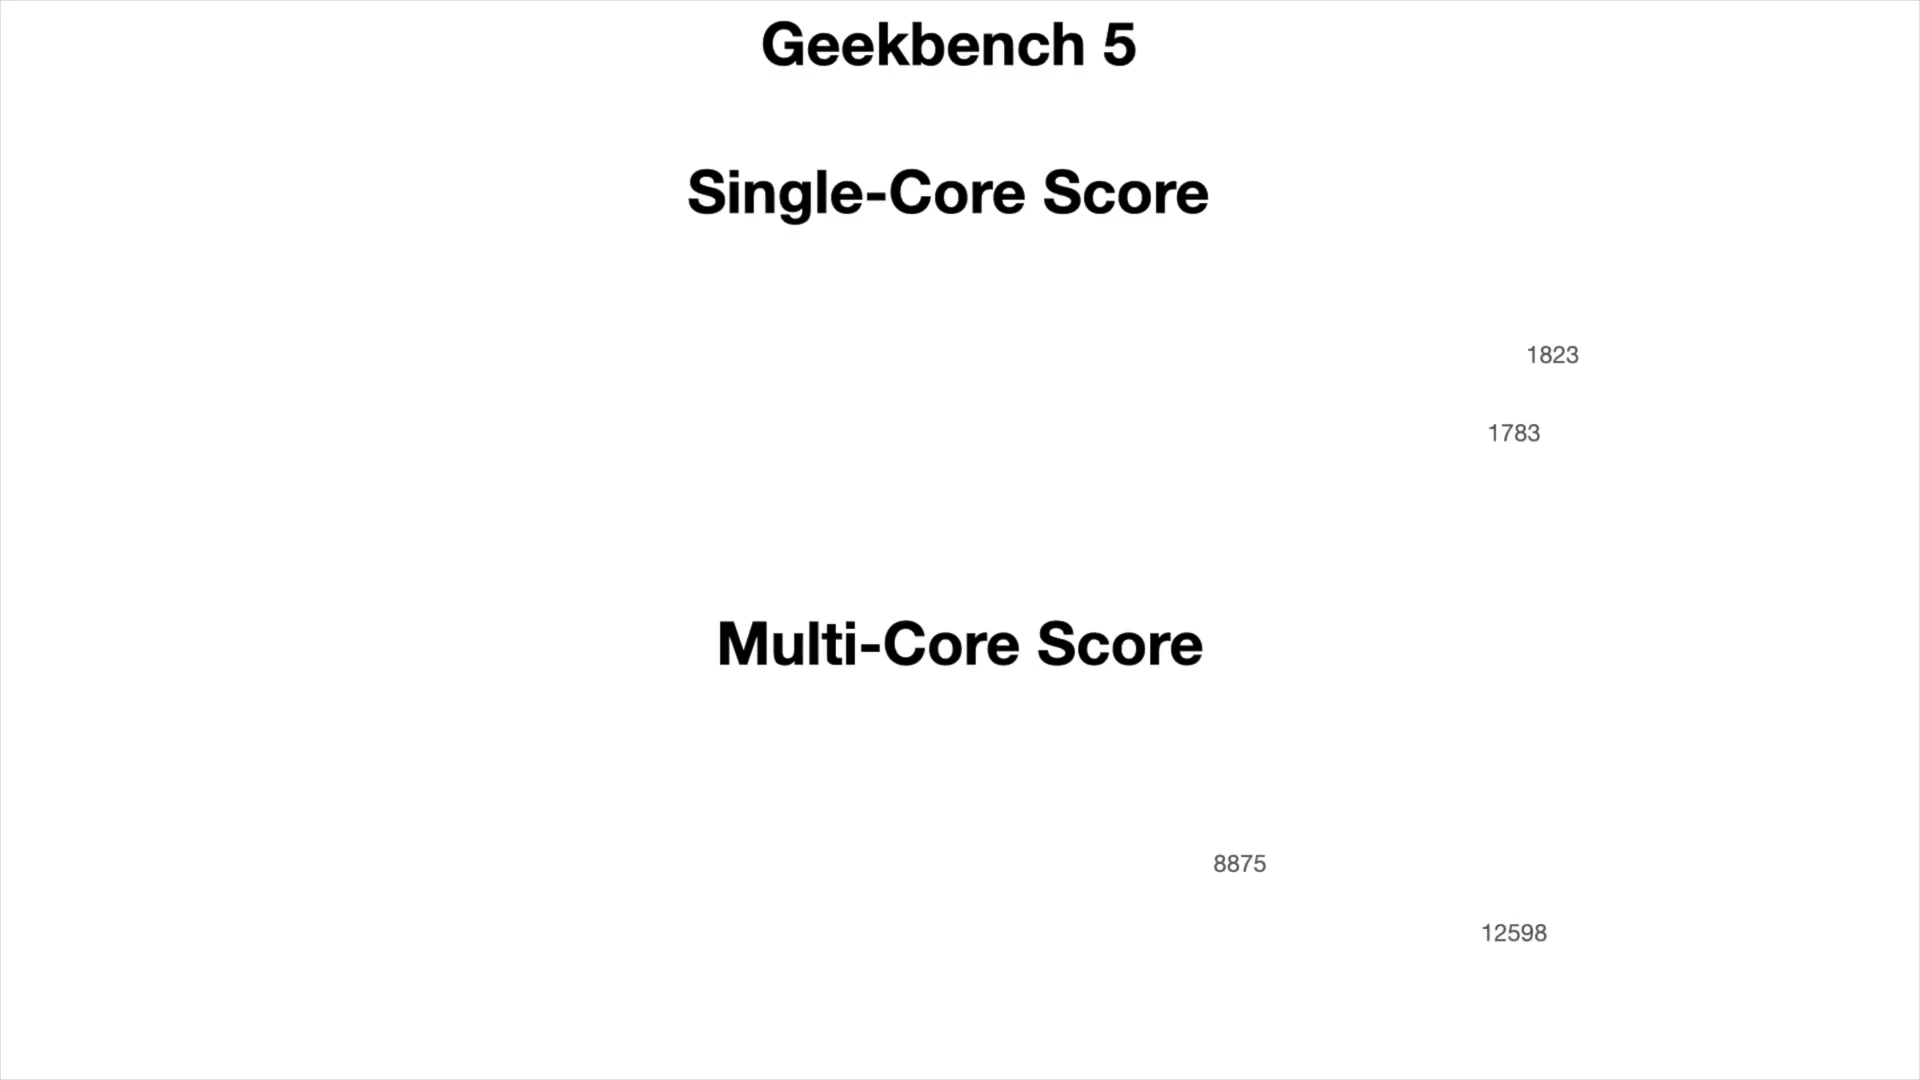 Geekbench 5
Single-Core Score
1823
1783
Multi-Core Score
8875
12598